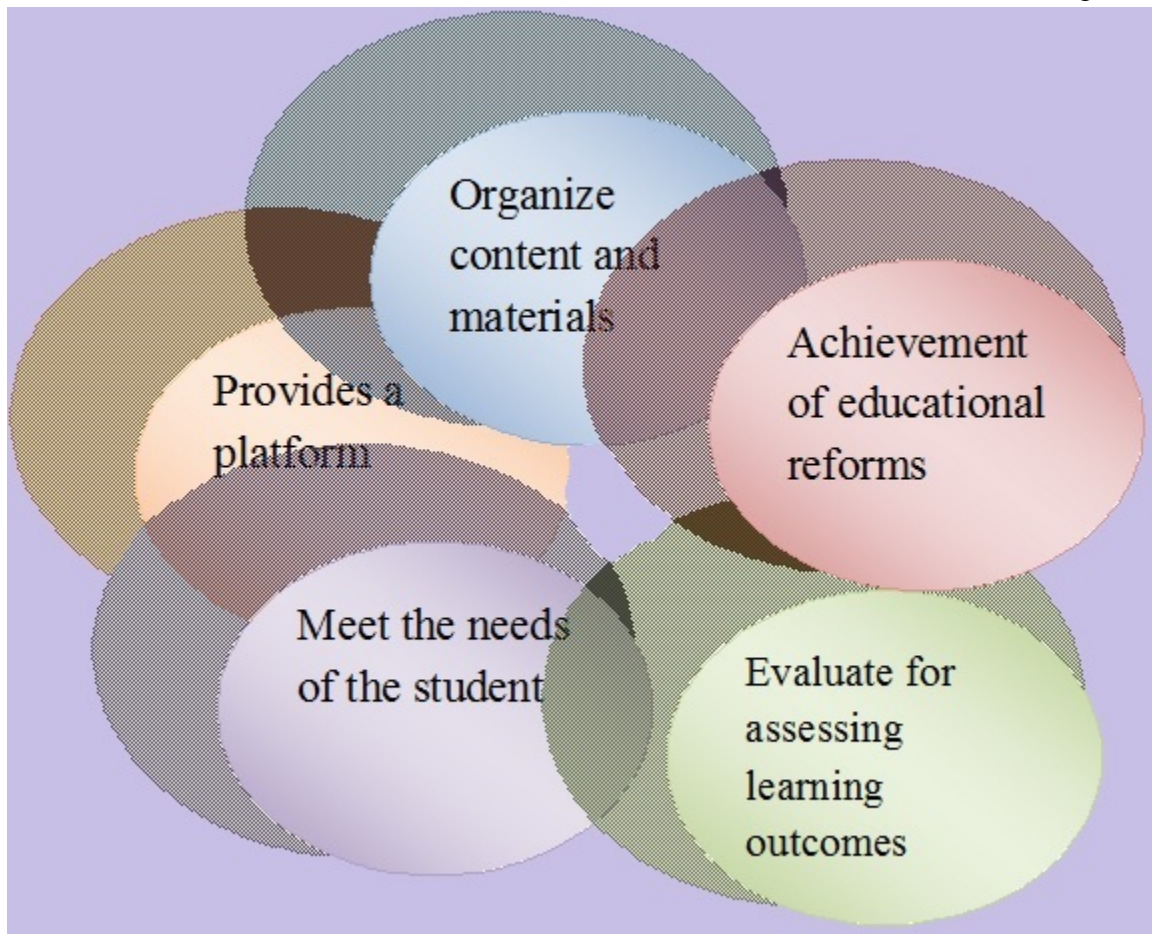 Organize
content and
materials
Achievement
of educational
reforms
Provides a
platform
Meet the needs
of the student
Evaluate for
assessing
learning
outcomes